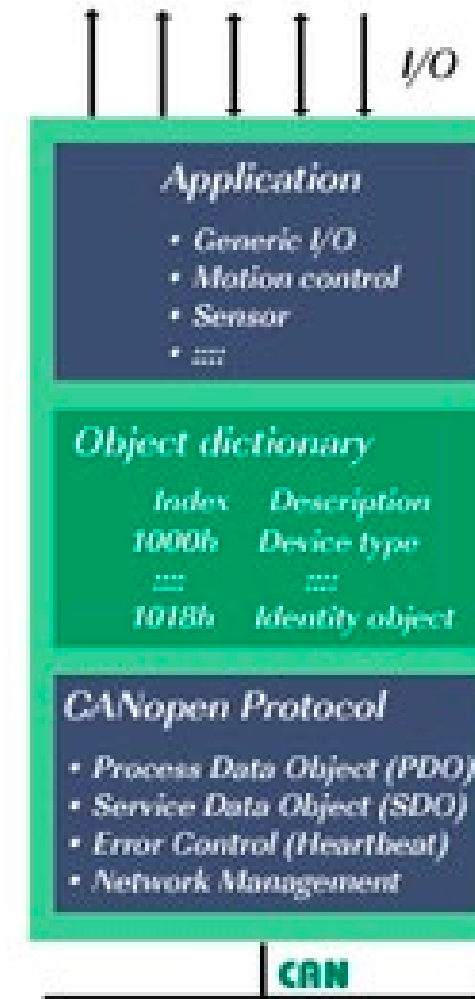 I/O
Application
• Generic I/O
• Motion control
• Sensor
• ::::
Object dictionary
Index Description
1000h Device type
:::: ::::
1018h Identity object
CANopen Protocol
• Process Data Object (PDO)
• Service Data Object (SDO)
• Error Control (Heartbeat)
• Network Management
CAN